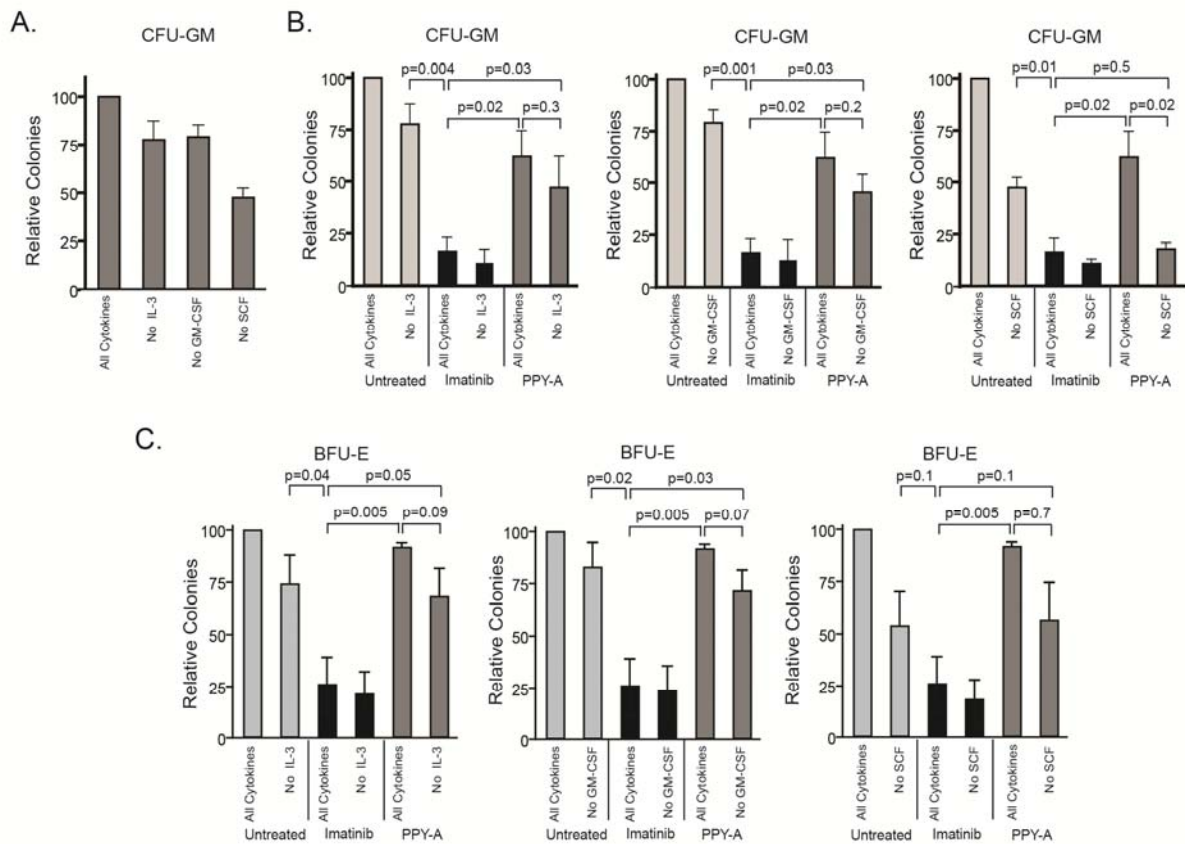 A.
CFU-GM
Relative Colonies
100
75
50
25
0
All Cytokines
No IL-3
No GM-CSF
No SCF
B.
CFU-GM
p=0.004
p=0.03
p=0.02
p=0.3
Relative Colonies
100
75
50
25
0
All Cytokines
No IL-3
All Cytokines
No IL-3
All Cytokines
No IL-3
Untreated
Imatinib
PPY-A
CFU-GM
p=0.001
p=0.03
p=0.02
p=0.2
Relative Colonies
100
75
50
25
0
All Cytokines
No GM-CSF
All Cytokines
No GM-CSF
All Cytokines
No GM-CSF
Untreated
Imatinib
PPY-A
CFU-GM
p=0.01
p=0.5
p=0.02
p=0.02
Relative Colonies
100
75
50
25
0
All Cytokines
No SCF
All Cytokines
No SCF
All Cytokines
No SCF
Untreated
Imatinib
PPY-A
C.
BFU-E
p=0.04
p=0.05
p=0.005
p=0.09
Relative Colonies
100
75
50
25
0
All Cytokines
No IL-3
All Cytokines
No IL-3
All Cytokines
No IL-3
Untreated
Imatinib
PPY-A
BFU-E
p=0.02
p=0.03
p=0.005
p=0.07
Relative Colonies
100
75
50
25
0
All Cytokines
No GM-CSF
All Cytokines
No GM-CSF
All Cytokines
No GM-CSF
Untreated
Imatinib
PPY-A
BFU-E
p=0.1
p=0.1
p=0.005
p=0.7
Relative Colonies
100
75
50
25
0
All Cytokines
No SCF
All Cytokines
No SCF
All Cytokines
No SCF
Untreated
Imatinib
PPY-A